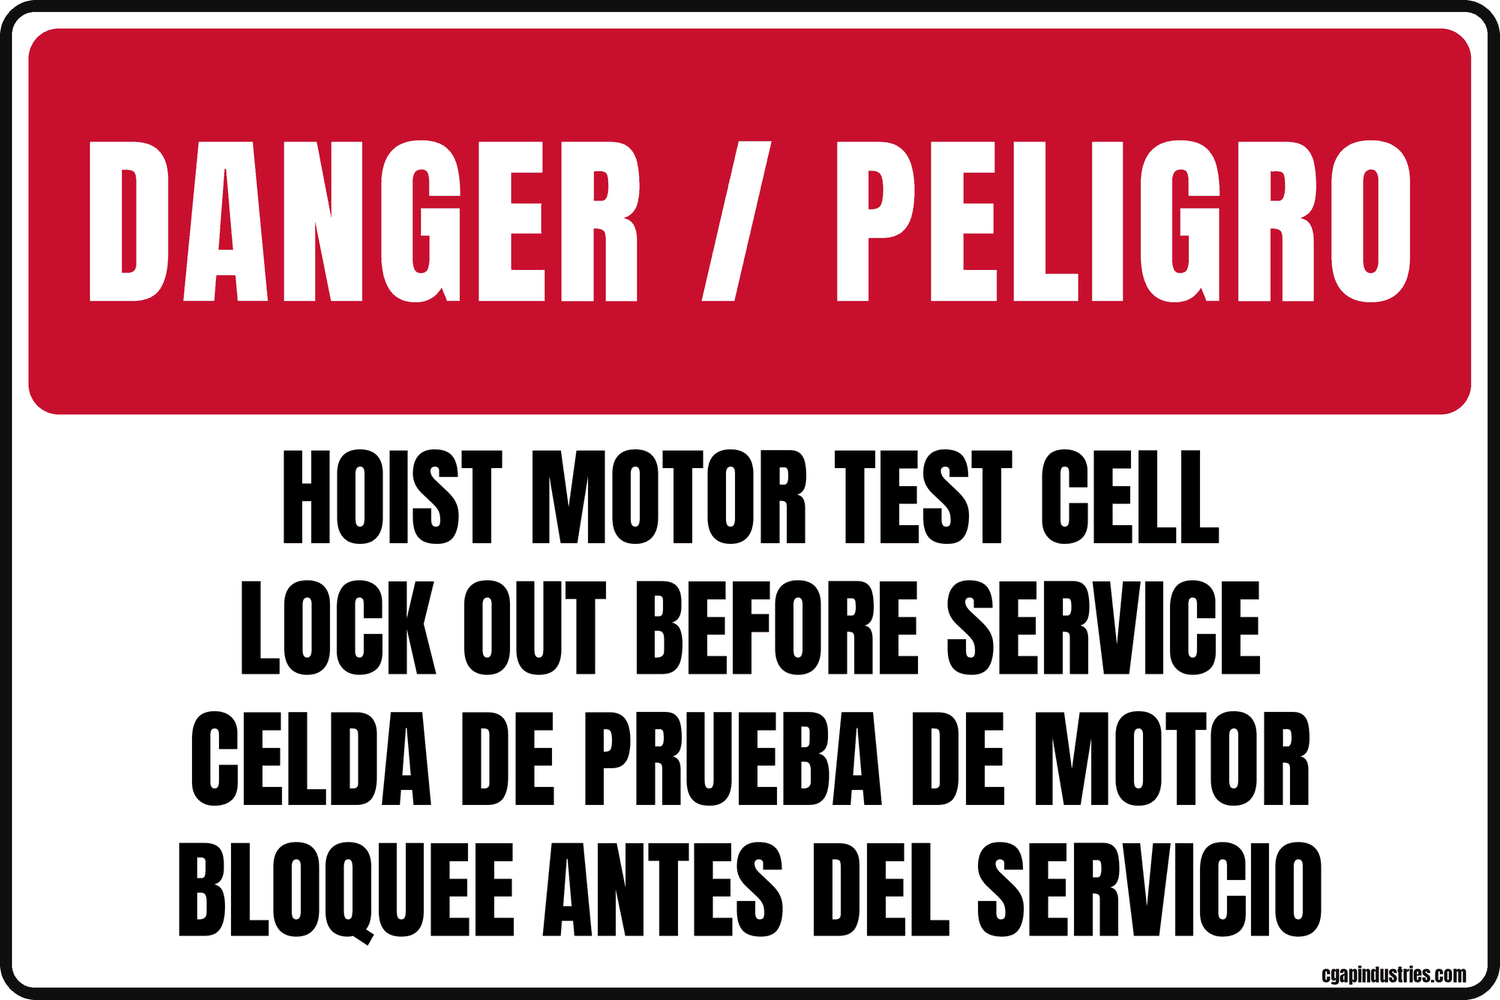 DANGER / PELIGRO
HOIST MOTOR TEST CELL
LOCK OUT BEFORE SERVICE
CELDA DE PRUEBA DE MOTOR
BLOQUEE ANTES DEL SERVICIO
cgapindustries.com